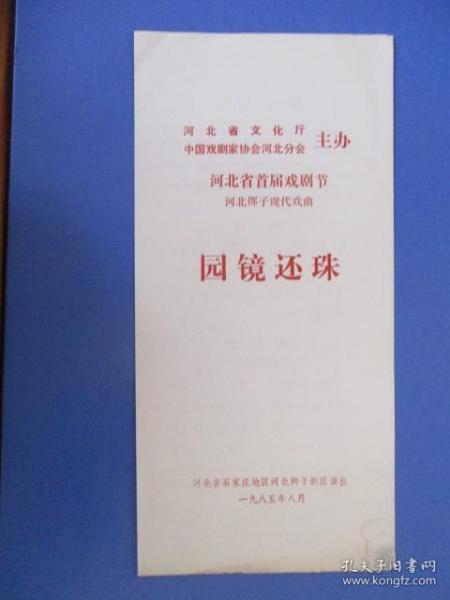 河北省文化厅
中国戏剧家协会河北分会 主办
河北省首届戏剧节
河北梆子现代戏曲
园镜还珠
河北省石家庄地区河北梆子剧团演出
一九八五年八月
孔夫子旧书网
www.kongfz.com